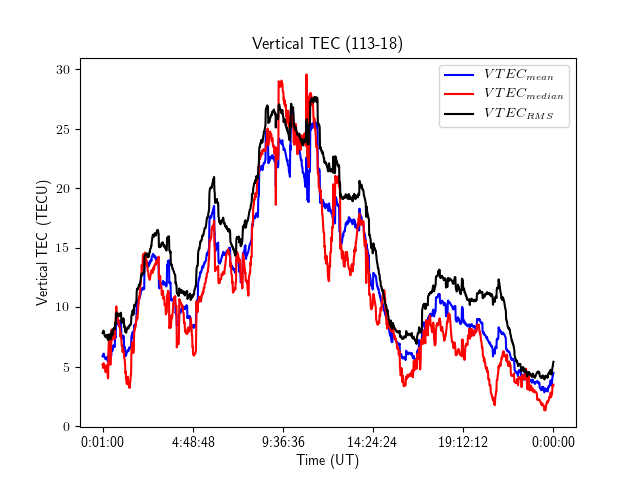 Vertical TEC (113-18)
VTEC_mean
VTEC_median
VTEC_RMS
Vertical TEC (TECU)
30
25
20
15
10
5
0
0:01:00 4:48:48 9:36:36 14:24:24 19:12:12 0:00:00
Time (UT)